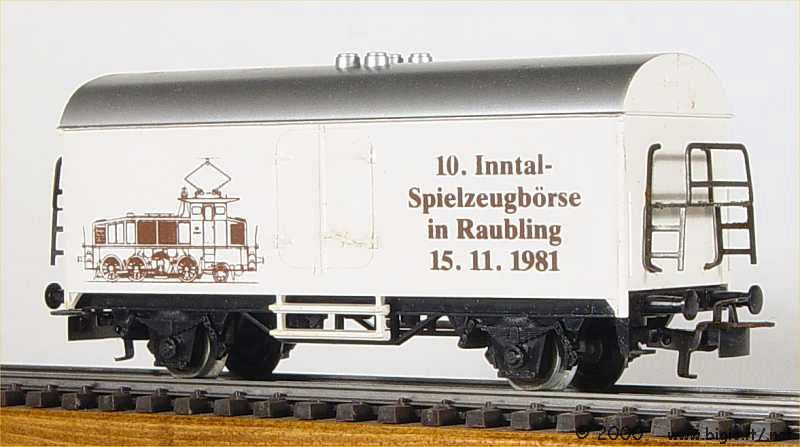 10. Inntal-
Spielzeugbörse
in Raubling
15. 11. 1981